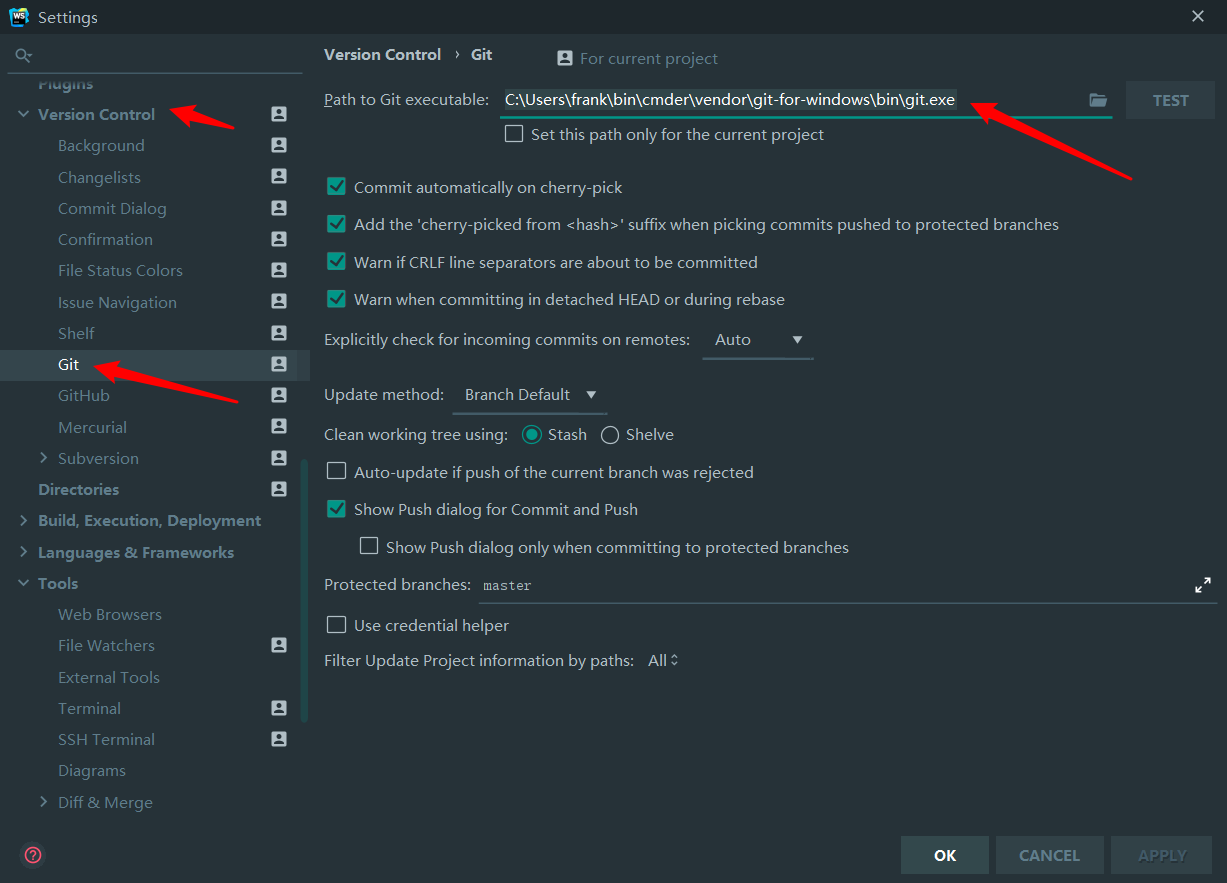 WS
Settings
Plugins
Version Control
Background
Changelists
Commit Dialog
Confirmation
File Status Colors
Issue Navigation
Shelf
Git
GitHub
Mercurial
Subversion
Directories
Build, Execution, Deployment
Languages & Frameworks
Tools
Web Browsers
File Watchers
External Tools
Terminal
SSH Terminal
Diagrams
Diff & Merge
Version Control › Git
For current project
Path to Git executable: C:\Users\frank\bin\cmder\vendor\git-for-windows\bin\git.exe TEST
Set this path only for the current project
Commit automatically on cherry-pick
Add the 'cherry-picked from <hash>' suffix when picking commits pushed to protected branches
Warn if CRLF line separators are about to be committed
Warn when committing in detached HEAD or during rebase
Explicitly check for incoming commits on remotes: Auto
Update method: Branch Default
Clean working tree using: Stash Shelve
Auto-update if push of the current branch was rejected
Show Push dialog for Commit and Push
Show Push dialog only when committing to protected branches
Protected branches: master
Use credential helper
Filter Update Project information by paths: All
?
OK CANCEL APPLY